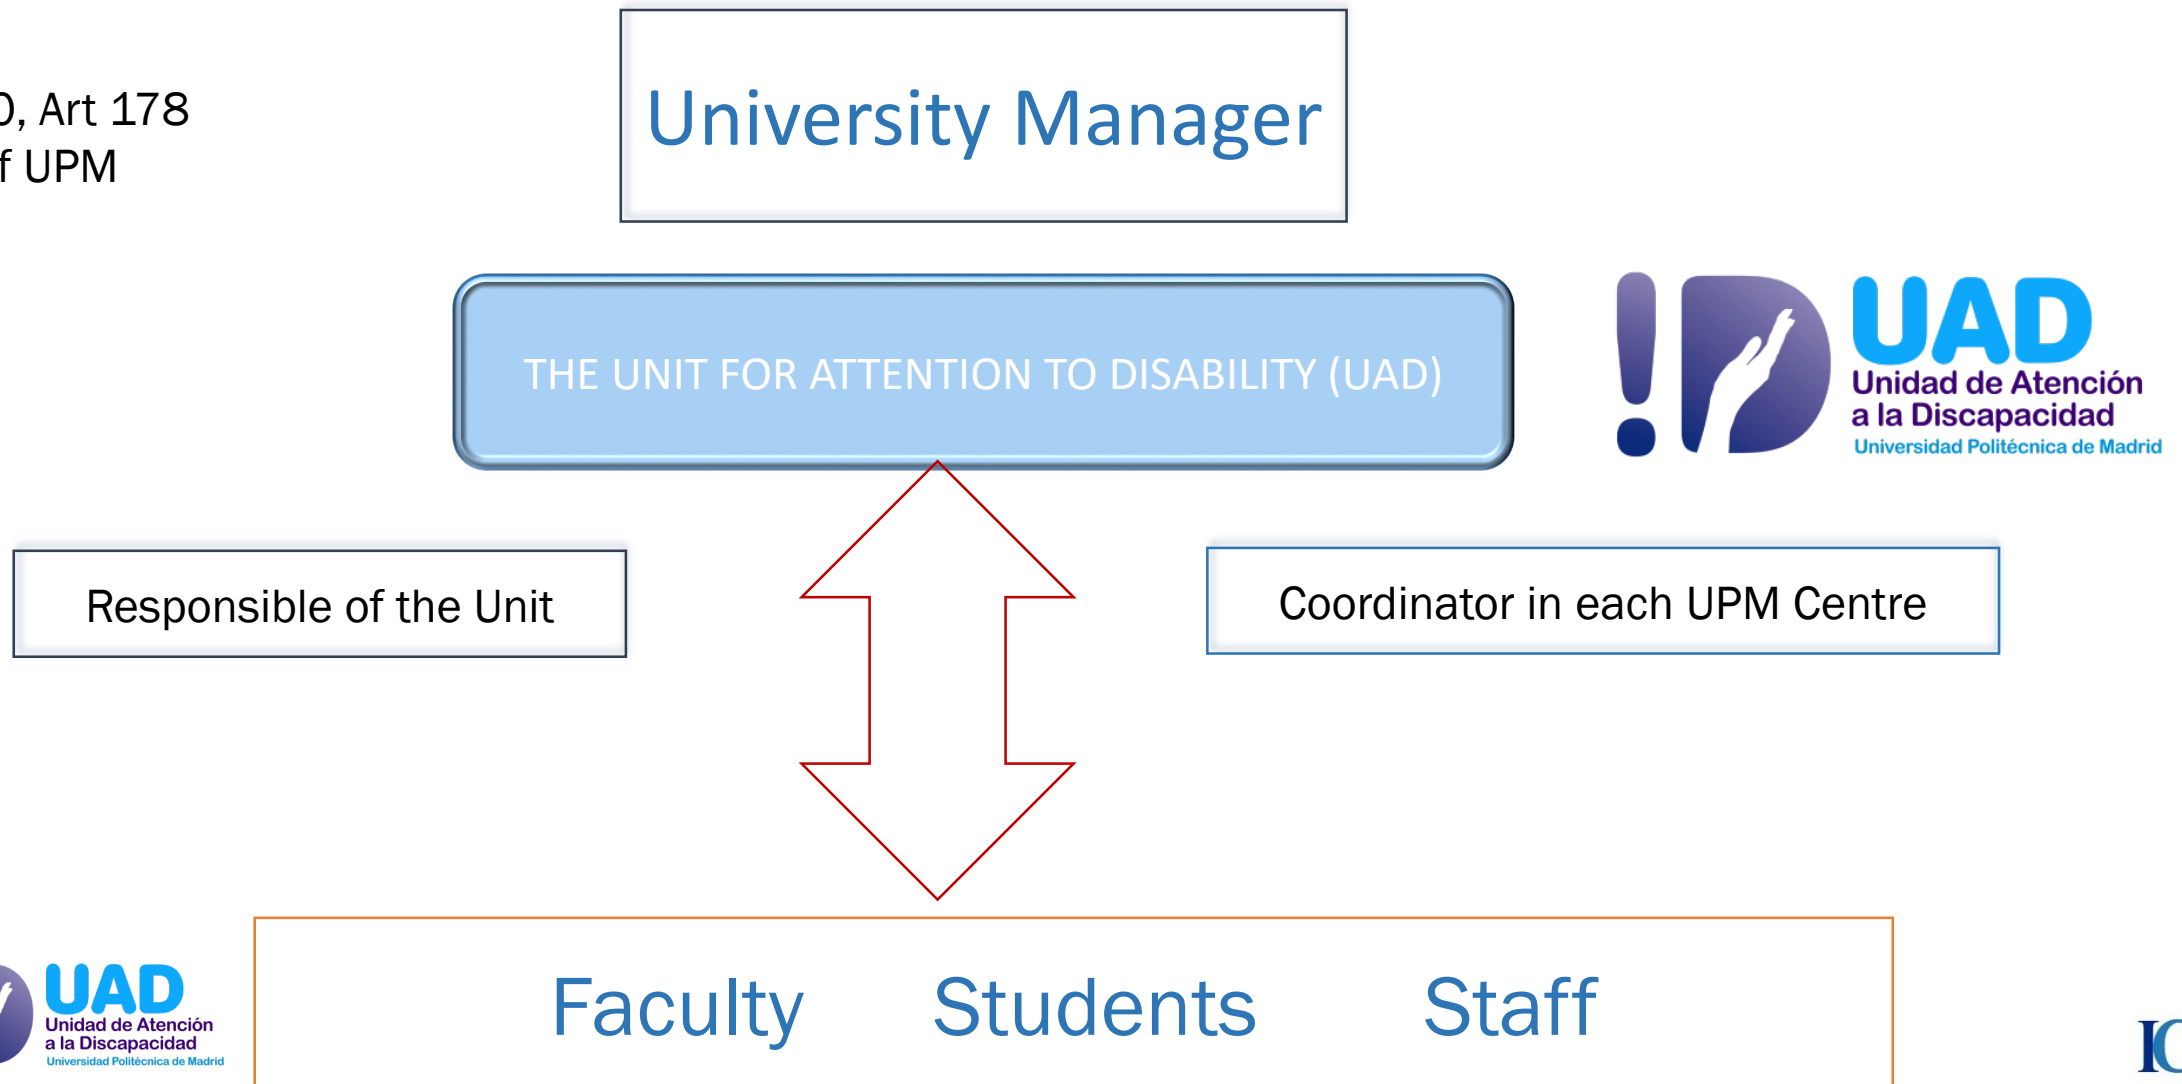 University Manager
0, Art 178
f UPM
THE UNIT FOR ATTENTION TO DISABILITY (UAD)
UAD
Unidad de Atención
a la Discapacidad
Universidad Politécnica de Madrid
Responsible of the Unit
Coordinator in each UPM Centre
Faculty Students Staff
UAD
Unidad de Atención
a la Discapacidad
Universidad Politécnica de Madrid